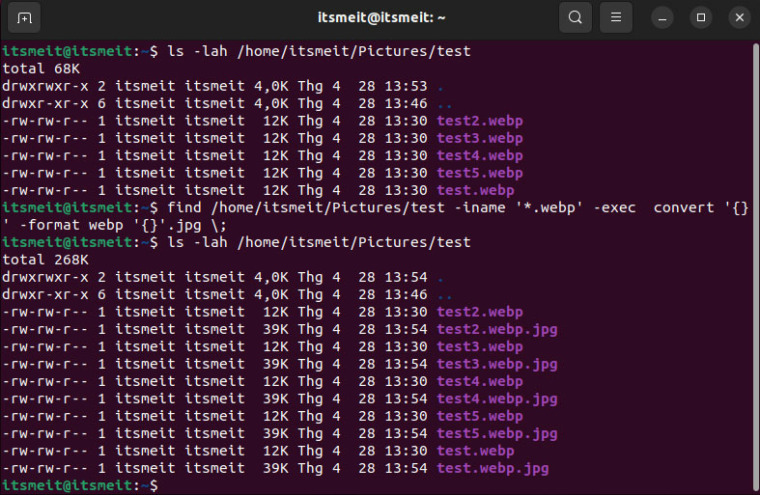 itsmeit@itsmeit: ~
itsmeit@itsmeit:~$ ls -lah /home/itsmeit/Pictures/test
total 68K
drwxrwxr-x 2 itsmeit itsmeit 4,0K Thg 4  28 13:53 .
drwxr-xr-x 6 itsmeit itsmeit 4,0K Thg 4  28 13:46 ..
-rw-rw-r-- 1 itsmeit itsmeit  12K Thg 4  28 13:30 test2.webp
-rw-rw-r-- 1 itsmeit itsmeit  12K Thg 4  28 13:30 test3.webp
-rw-rw-r-- 1 itsmeit itsmeit  12K Thg 4  28 13:30 test4.webp
-rw-rw-r-- 1 itsmeit itsmeit  12K Thg 4  28 13:30 test5.webp
-rw-rw-r-- 1 itsmeit itsmeit  12K Thg 4  28 13:30 test.webp
itsmeit@itsmeit:~$ find /home/itsmeit/Pictures/test -iname '*.webp' -exec  convert '{}
' -format webp '{}'.jpg \;
itsmeit@itsmeit:~$ ls -lah /home/itsmeit/Pictures/test
total 268K
drwxrwxr-x 2 itsmeit itsmeit 4,0K Thg 4  28 13:54 .
drwxr-xr-x 6 itsmeit itsmeit 4,0K Thg 4  28 13:46 ..
-rw-rw-r-- 1 itsmeit itsmeit  12K Thg 4  28 13:30 test2.webp
-rw-rw-r-- 1 itsmeit itsmeit  39K Thg 4  28 13:54 test2.webp.jpg
-rw-rw-r-- 1 itsmeit itsmeit  12K Thg 4  28 13:30 test3.webp
-rw-rw-r-- 1 itsmeit itsmeit  39K Thg 4  28 13:54 test3.webp.jpg
-rw-rw-r-- 1 itsmeit itsmeit  12K Thg 4  28 13:30 test4.webp
-rw-rw-r-- 1 itsmeit itsmeit  39K Thg 4  28 13:54 test4.webp.jpg
-rw-rw-r-- 1 itsmeit itsmeit  12K Thg 4  28 13:30 test5.webp
-rw-rw-r-- 1 itsmeit itsmeit  39K Thg 4  28 13:54 test5.webp.jpg
-rw-rw-r-- 1 itsmeit itsmeit  12K Thg 4  28 13:30 test.webp
-rw-rw-r-- 1 itsmeit itsmeit  39K Thg 4  28 13:54 test.webp.jpg
itsmeit@itsmeit:~$